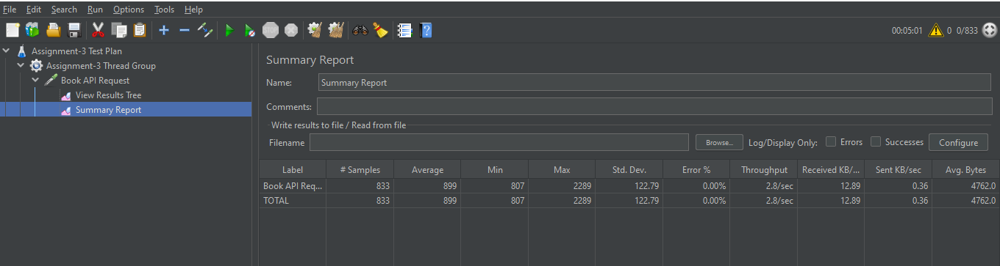 File Edit Search Run Options Tools Help
00:05:01 0 0/833
Assignment-3 Test Plan
Assignment-3 Thread Group
Book API Request
View Results Tree
Summary Report
Summary Report
Name: Summary Report
Comments:
Write results to file / Read from file
Filename Browse... Log/Display Only: Errors Successes Configure
Label # Samples Average Min Max Std. Dev. Error % Throughput Received KB/... Sent KB/sec Avg. Bytes
Book API Req... 833 899 807 2289 122.79 0.00% 2.8/sec 12.89 0.36 4762.0
TOTAL 833 899 807 2289 122.79 0.00% 2.8/sec 12.89 0.36 4762.0